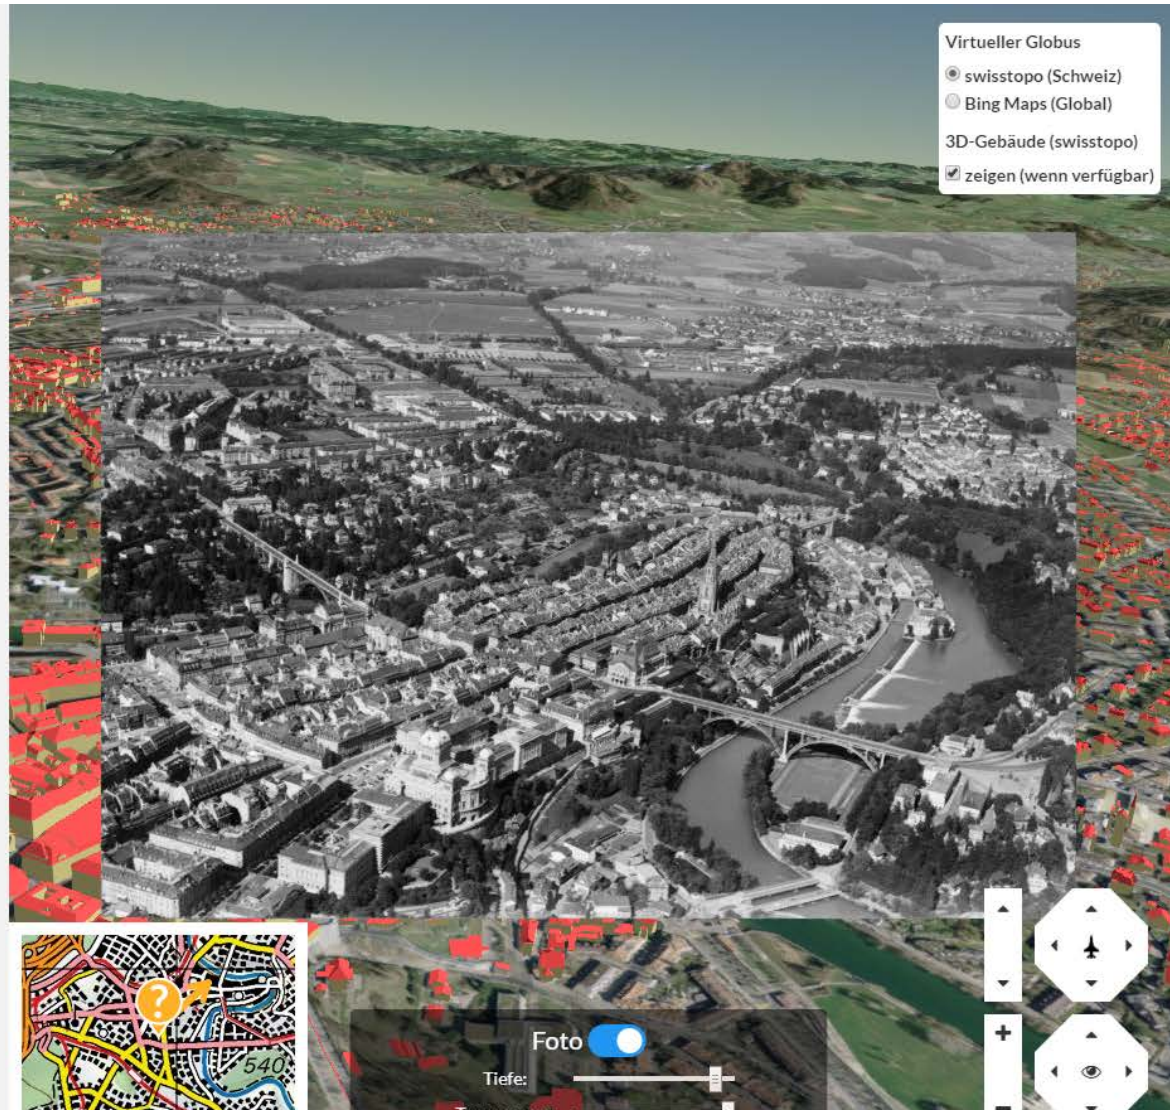 Virtueller Globus
swisstopo (Schweiz)
Bing Maps (Global)
3D-Gebäude (swisstopo)
zeigen (wenn verfügbar)
?
540
Foto
Tiefe: